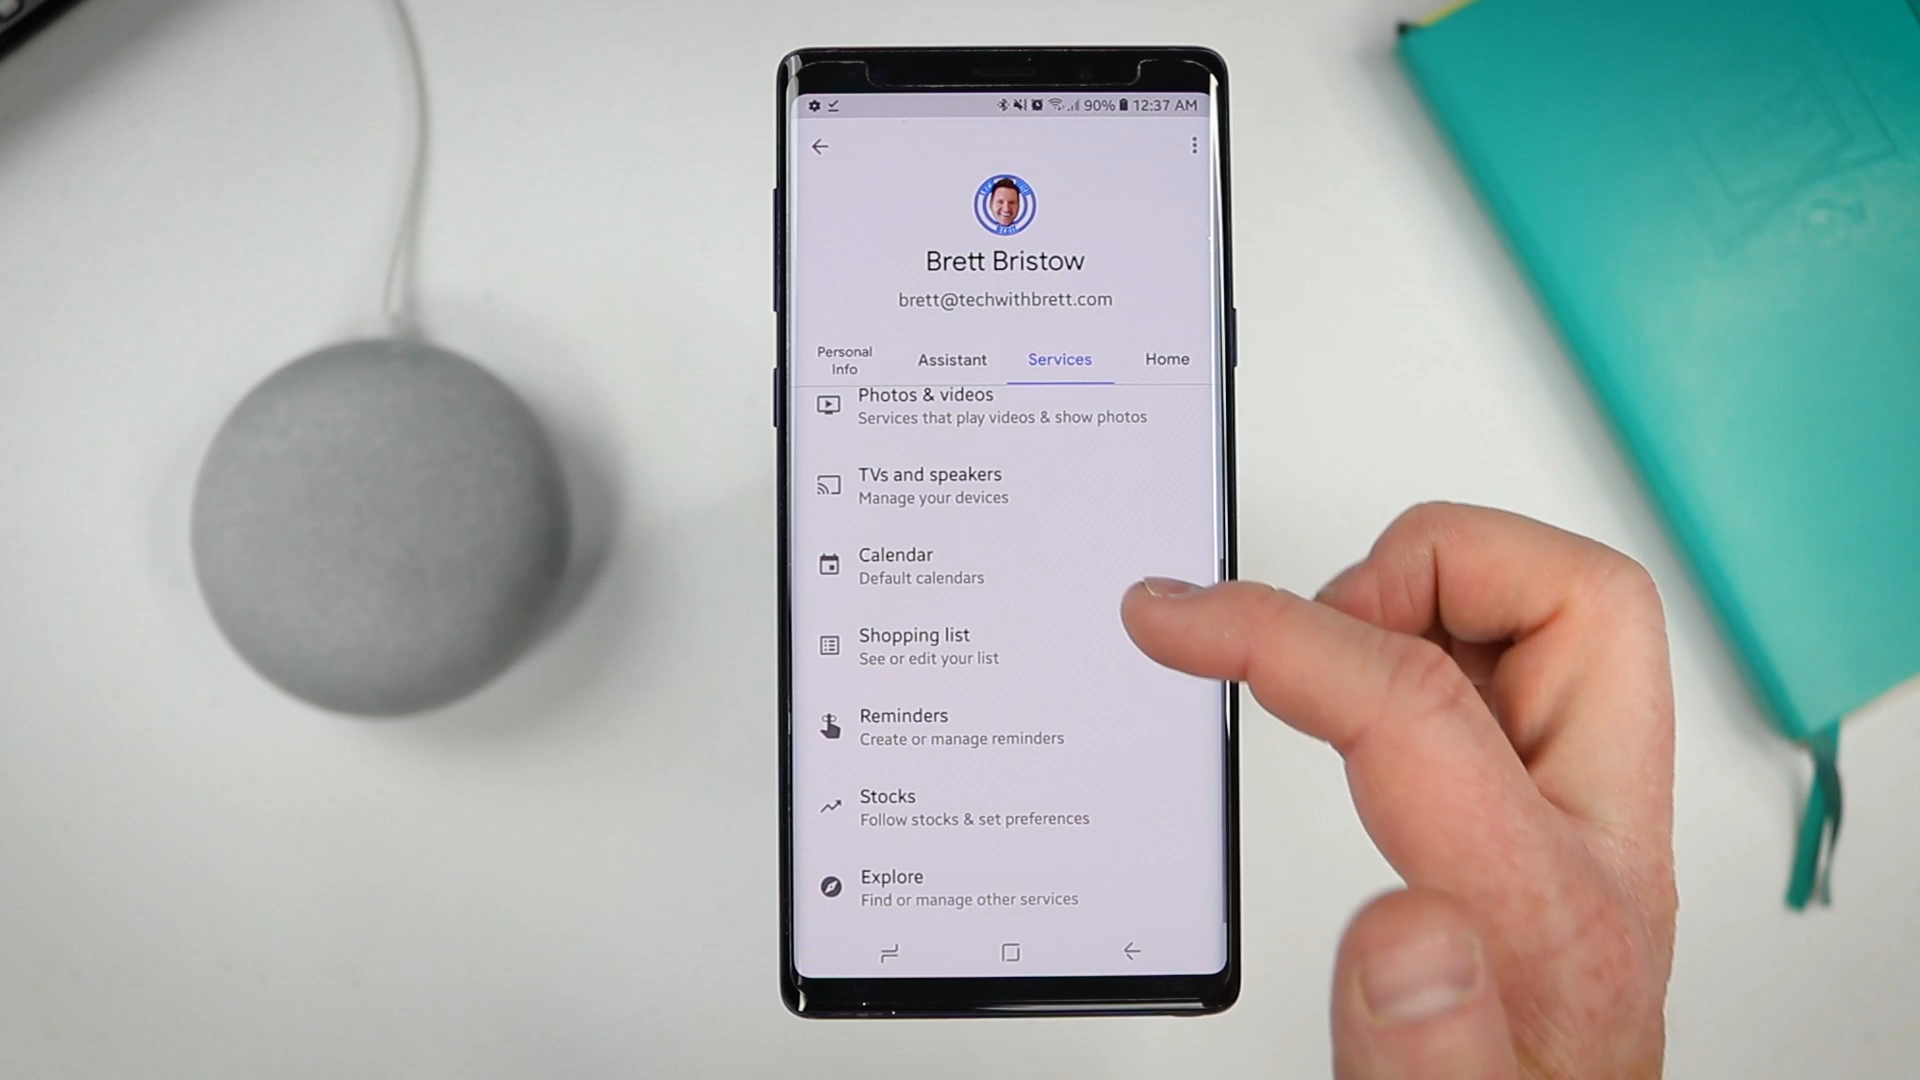 90% 12:37 AM
Brett Bristow
brett@techwithbrett.com
Personal
Info
Assistant
Services
Home
Photos & videos
Services that play videos & show photos
TVs and speakers
Manage your devices
Calendar
Default calendars
Shopping list
See or edit your list
Reminders
Create or manage reminders
Stocks
Follow stocks & set preferences
Explore
Find or manage other services